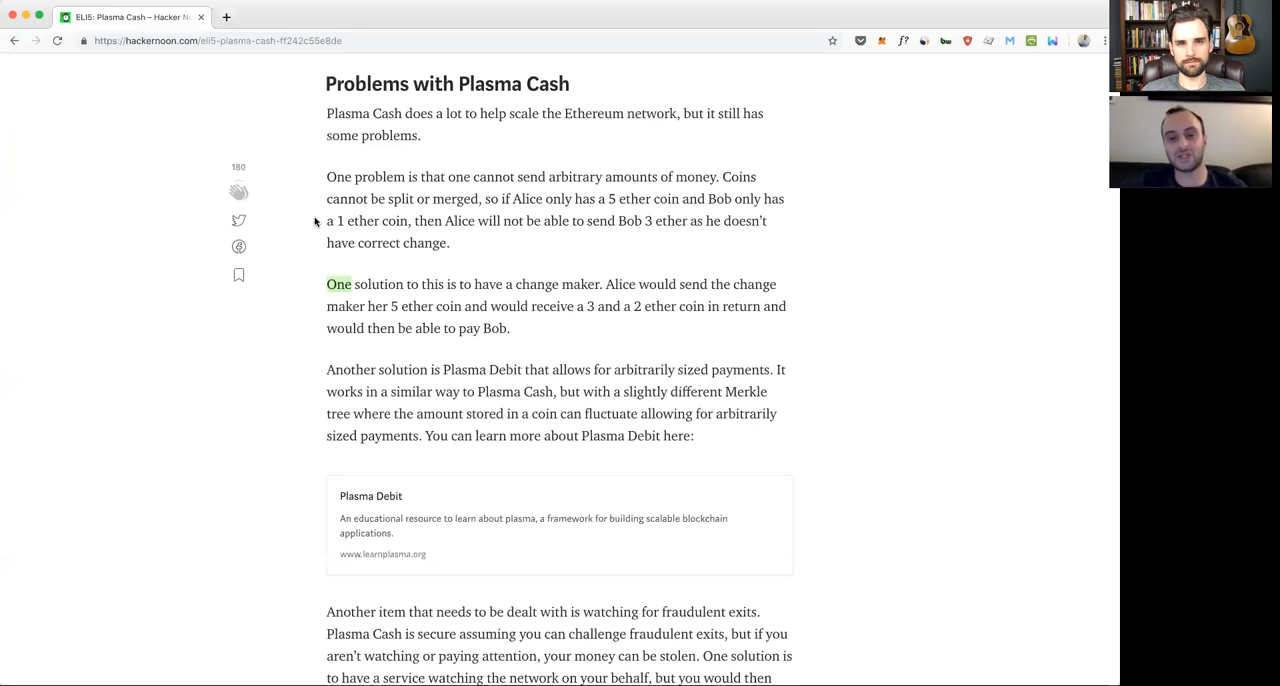 ELI5: Plasma Cash – Hacker N
https://hackernoon.com/eli5-plasma-cash-ff242c55e8de
Problems with Plasma Cash
Plasma Cash does a lot to help scale the Ethereum network, but it still has
some problems.
180
One problem is that one cannot send arbitrary amounts of money. Coins
cannot be split or merged, so if Alice only has a 5 ether coin and Bob only has
a 1 ether coin, then Alice will not be able to send Bob 3 ether as he doesn’t
have correct change.
One solution to this is to have a change maker. Alice would send the change
maker her 5 ether coin and would receive a 3 and a 2 ether coin in return and
would then be able to pay Bob.
Another solution is Plasma Debit that allows for arbitrarily sized payments. It
works in a similar way to Plasma Cash, but with a slightly different Merkle
tree where the amount stored in a coin can fluctuate allowing for arbitrarily
sized payments. You can learn more about Plasma Debit here:
Plasma Debit
An educational resource to learn about plasma, a framework for building scalable blockchain
applications.
www.learnplasma.org
Another item that needs to be dealt with is watching for fraudulent exits.
Plasma Cash is secure assuming you can challenge fraudulent exits, but if you
aren’t watching or paying attention, your money can be stolen. One solution is
to have a service watching the network on your behalf, but you would then